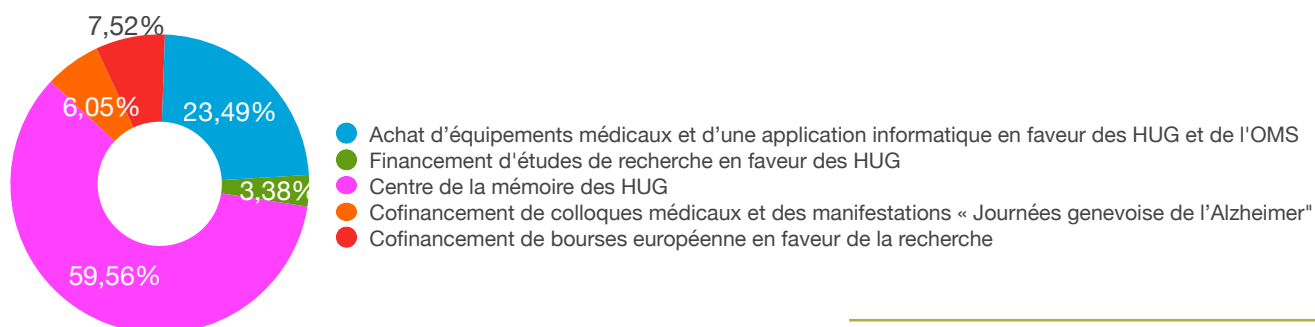 7,52%
6,05%
23,49%
3,38%
59,56%
Achat d’équipements médicaux et d’une application informatique en faveur des HUG et de l'OMS
Financement d'études de recherche en faveur des HUG
Centre de la mémoire des HUG
Cofinancement de colloques médicaux et des manifestations « Journées genevoise de l’Alzheimer"
Cofinancement de bourses européenne en faveur de la recherche